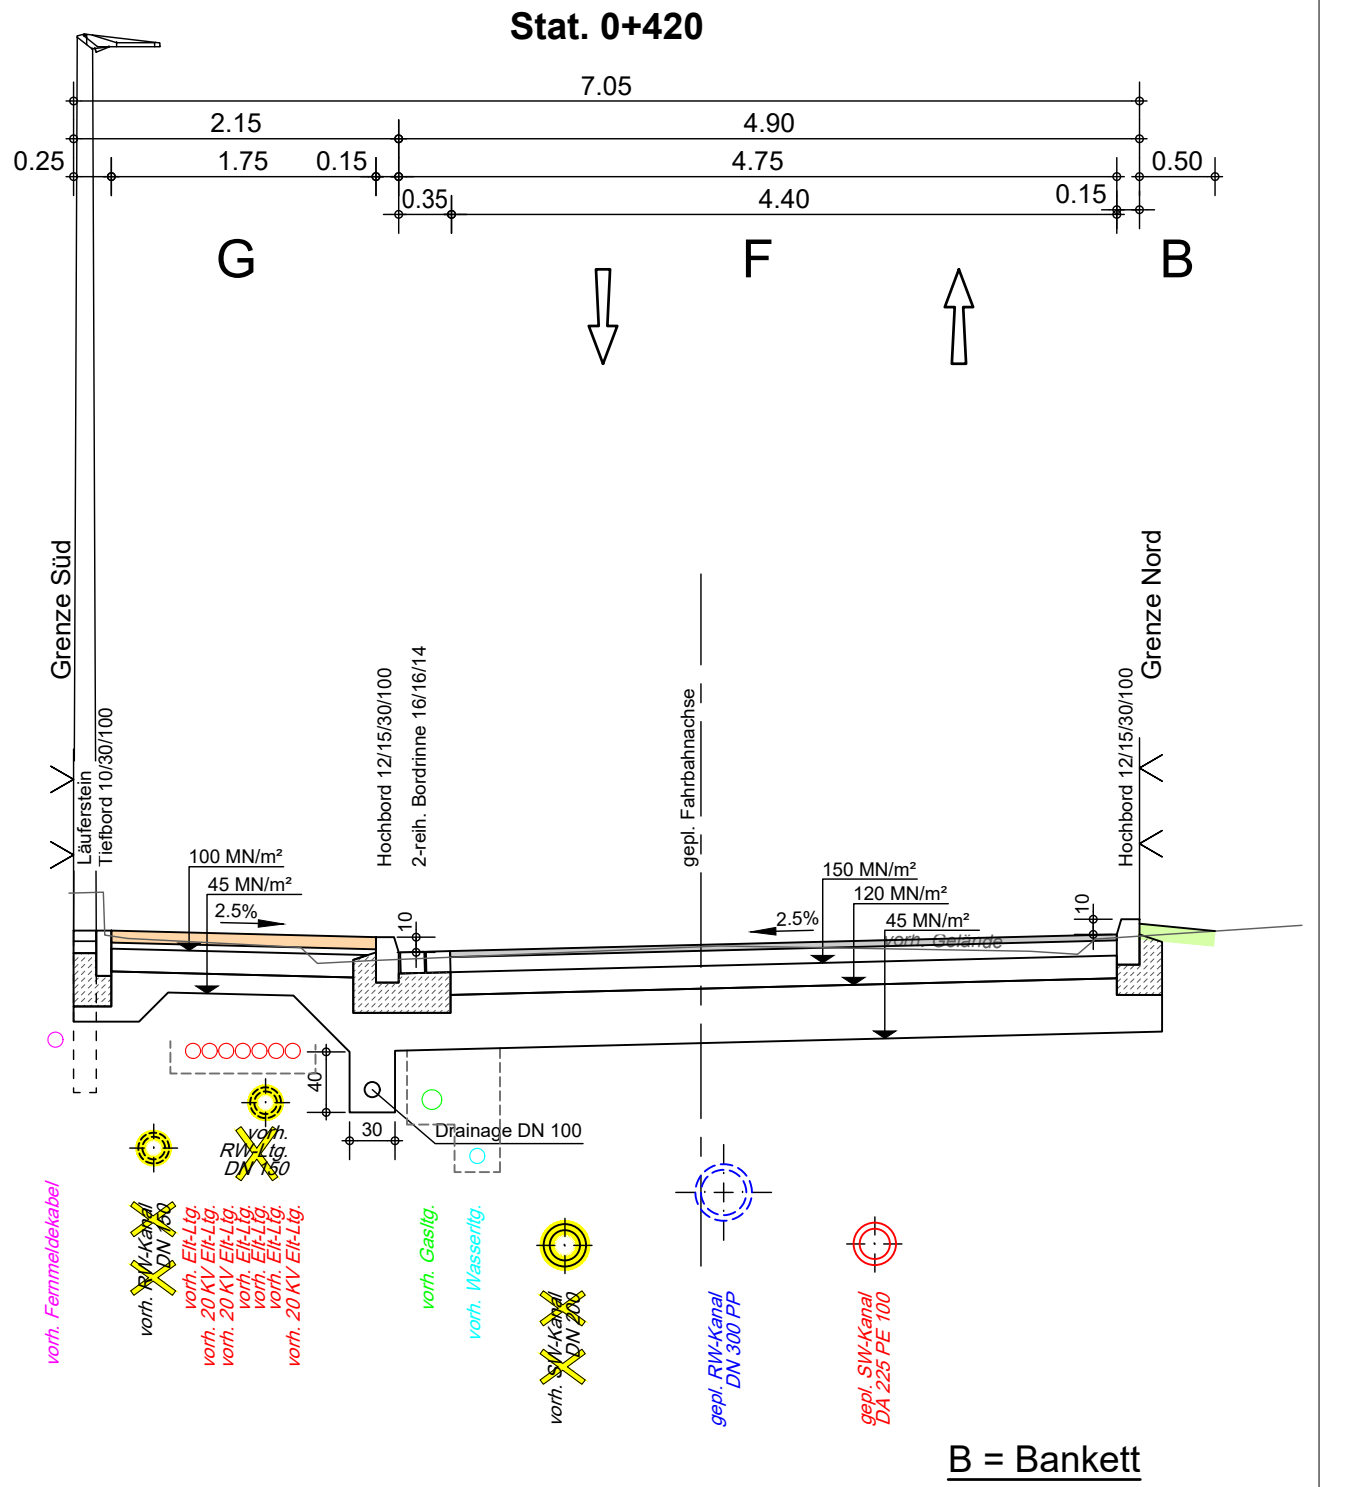 Stat. 0+420
7.05
2.15
4.90
0.25
1.75
0.15
4.75
0.50
0.35
4.40
0.15
G
F
B
Grenze Süd
Grenze Nord
Läuferstein
Tiefbord 10/30/100
Hochbord 12/15/30/100
2-reih. Bordrinne 16/16/14
gepl. Fahrbahnachse
Hochbord 12/15/30/100
100 MN/m²
45 MN/m²
2.5%
10
150 MN/m²
120 MN/m²
45 MN/m²
2.5%
vorh. Gelände
10
40
30
Drainage DN 100
vorh.
RW-Ltg.
DN 150
vorh. Fernmeldekabel
vorh. RW-Kanal
DN 150
vorh. Elt-Ltg.
vorh. 20 KV Elt-Ltg.
vorh. 20 KV Elt-Ltg.
vorh. Elt-Ltg.
vorh. Elt-Ltg.
vorh. Elt-Ltg.
vorh. 20 KV Elt-Ltg.
vorh. Gasltg.
vorh. Wasserltg.
vorh. SW-Kanal
DN 200
gepl. RW-Kanal
DN 300 PP
gepl. SW-Kanal
DA 225 PE 100
B = Bankett